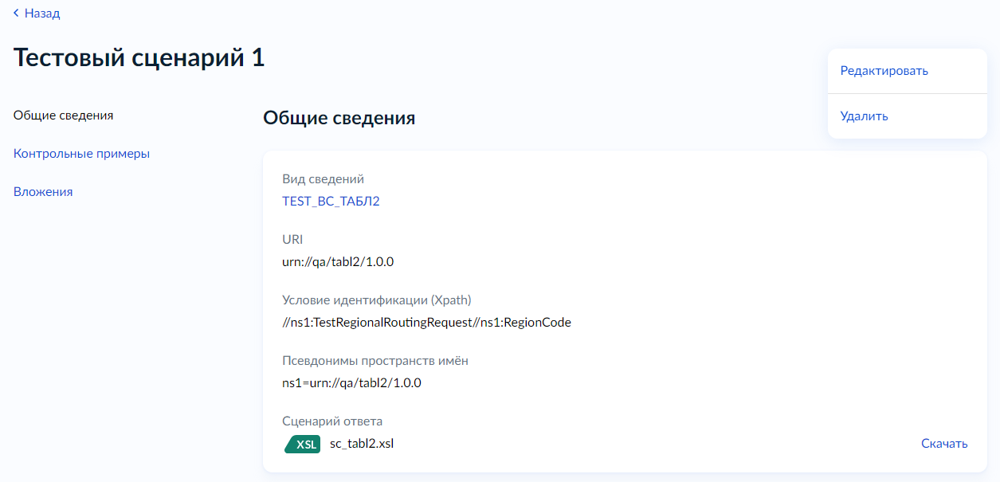 Назад
Тестовый сценарий 1
Редактировать
Удалить
Общие сведения
Контрольные примеры
Вложения
Общие сведения
Вид сведений
TEST_ВС_ТАБЛ2
URI
urn://qa/tabl2/1.0.0
Условие идентификации (Xpath)
//ns1:TestRegionalRoutingRequest//ns1:RegionCode
Псевдонимы пространств имён
ns1=urn://qa/tabl2/1.0.0
Сценарий ответа
XSL sc_tabl2.xsl Скачать